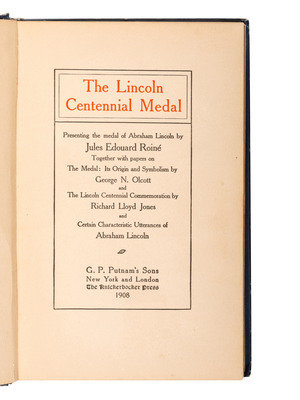 The Lincoln
Centennial Medal
Presenting the medal of Abraham Lincoln by
Jules Edouard Roiné
Together with papers on
The Medal: Its Origin and Symbolism by
George N. Olcott
and
The Lincoln Centennial Commemoration by
Richard Lloyd Jones
and
Certain Characteristic Utterances of
Abraham Lincoln
G. P. Putnam's Sons
New York and London
The Knickerbocker Press
1908